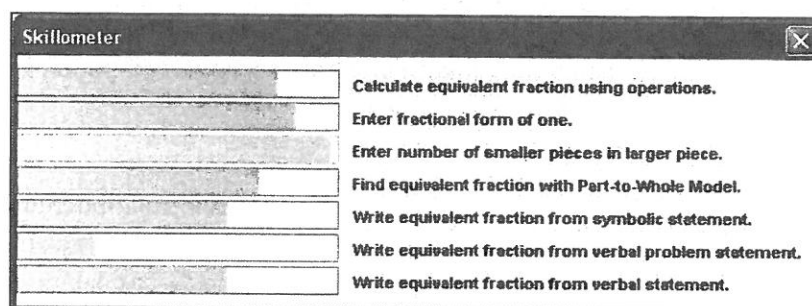 Skillometer
Calculate equivalent fraction using operations.
Enter fractional form of one.
Enter number of smaller pieces in larger piece.
Find equivalent fraction with Part-to-Whole Model.
Write equivalent fraction from symbolic statement.
Write equivalent fraction from verbal problem statement.
Write equivalent fraction from verbal statement.